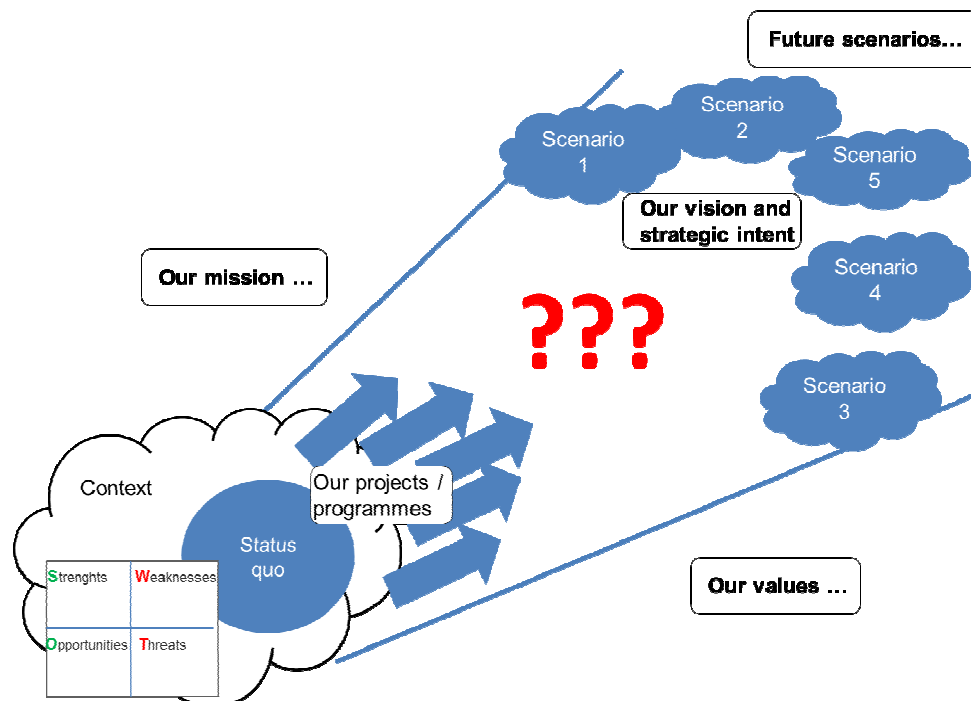 Future scenarios…
Scenario
1
Scenario
2
Scenario
5
Our vision and
strategic intent
Scenario
4
Our mission …
???
Scenario
3
Context
Our projects /
programmes
Status
quo
Strenghts
Weaknesses
Opportunities
Threats
Our values …